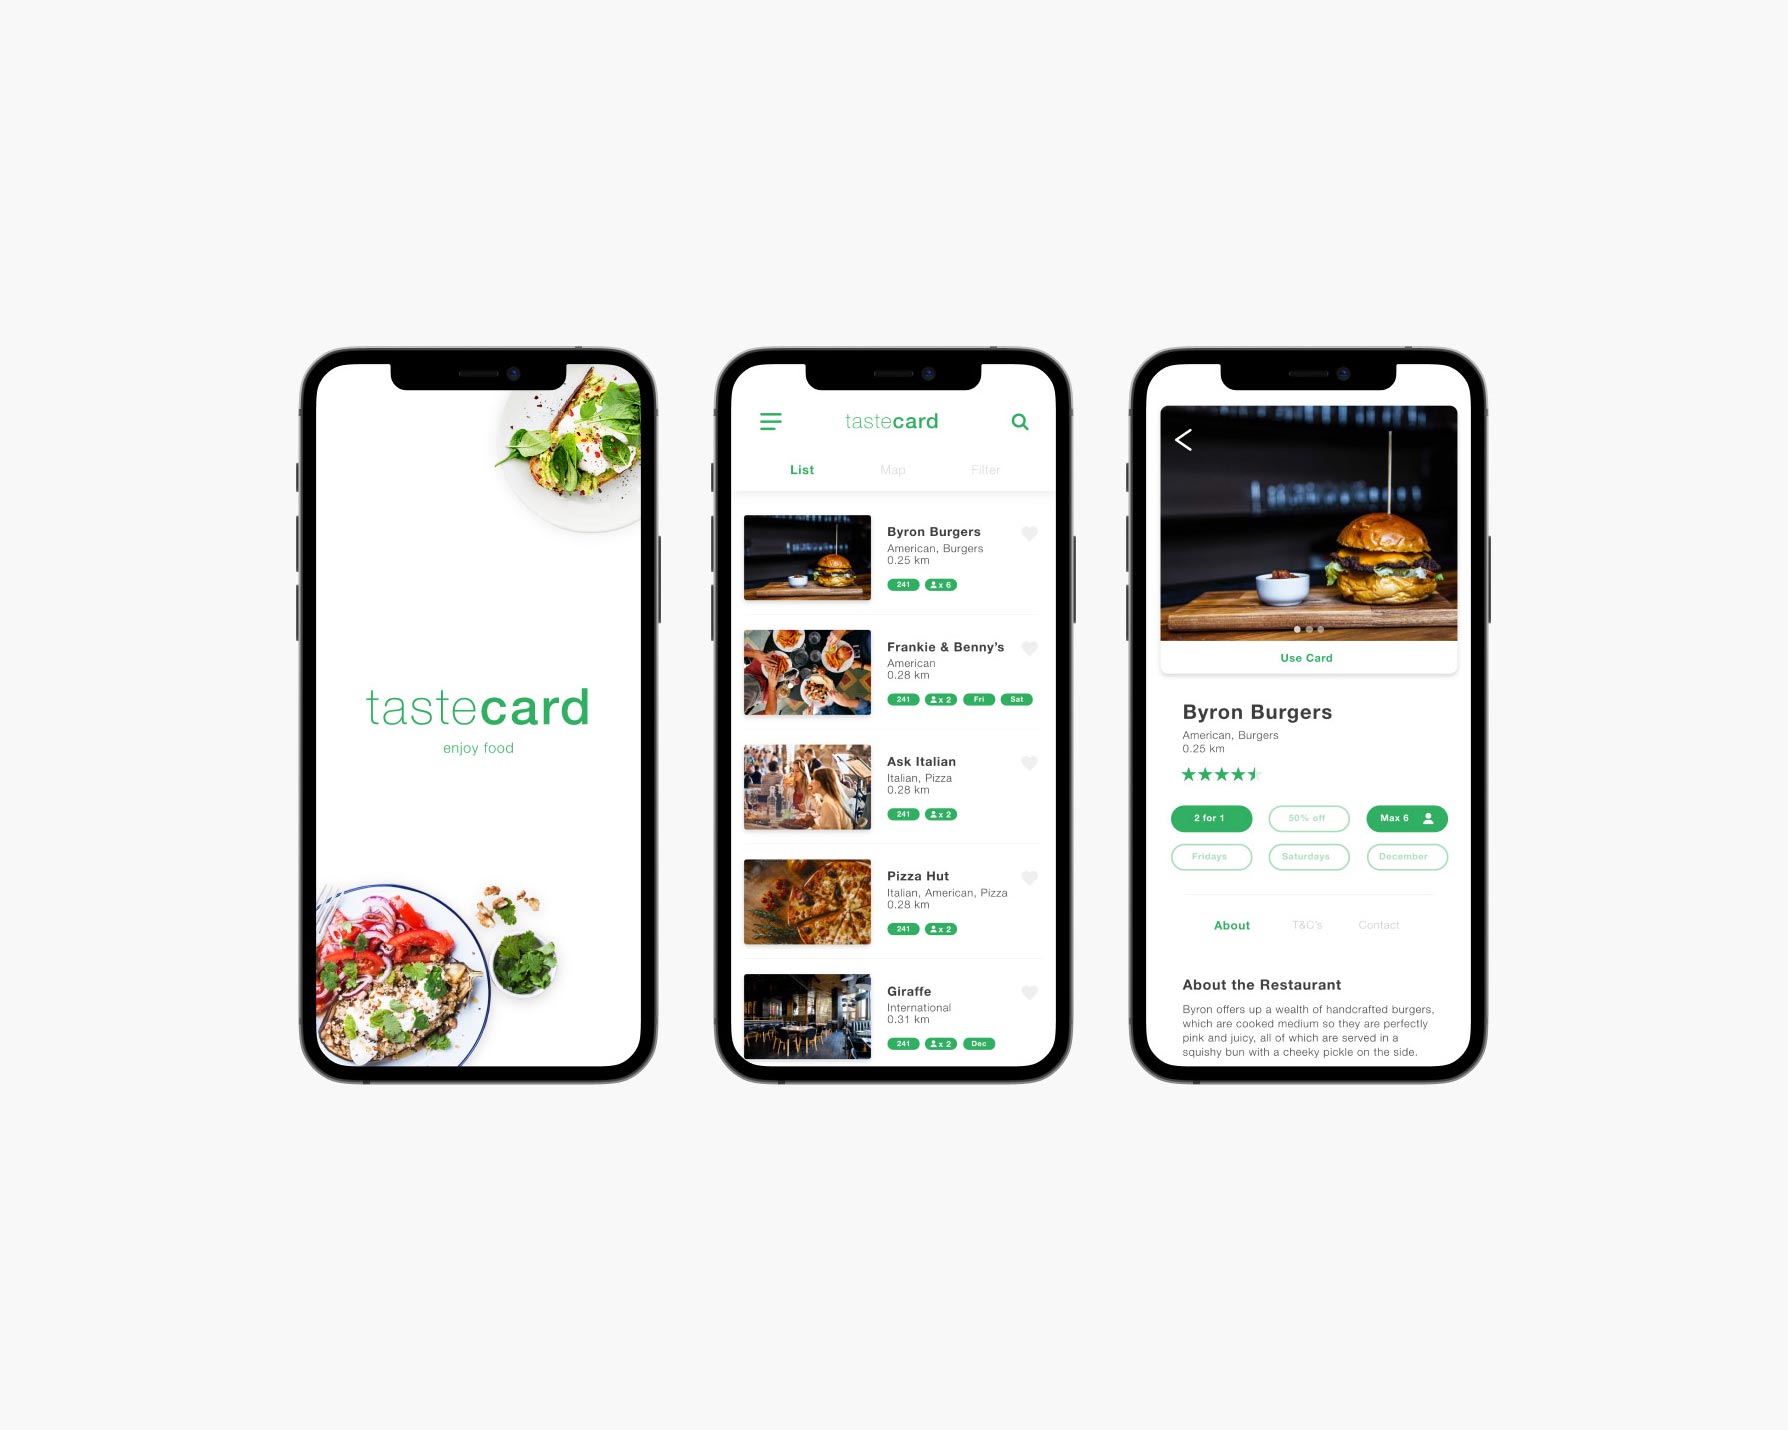 tastecard
enjoy food
tastecard
List Map Filter
Byron Burgers
American, Burgers
0.25 km
241 x 6
Frankie & Benny's
American
0.28 km
241 x 2 Fri Sat
Ask Italian
Italian, Pizza
0.28 km
241 x 2
Pizza Hut
Italian, American, Pizza
0.28 km
241 x 2
Giraffe
International
0.31 km
241 x 2 Dec
Use Card
Byron Burgers
American, Burgers
0.25 km
2 for 1 50% off Max 6
Fridays Saturdays December
About T&C's Contact
About the Restaurant
Byron offers up a wealth of handcrafted burgers,
which are cooked medium so they are perfectly
pink and juicy, all of which are served in a
squishy bun with a cheeky pickle on the side.